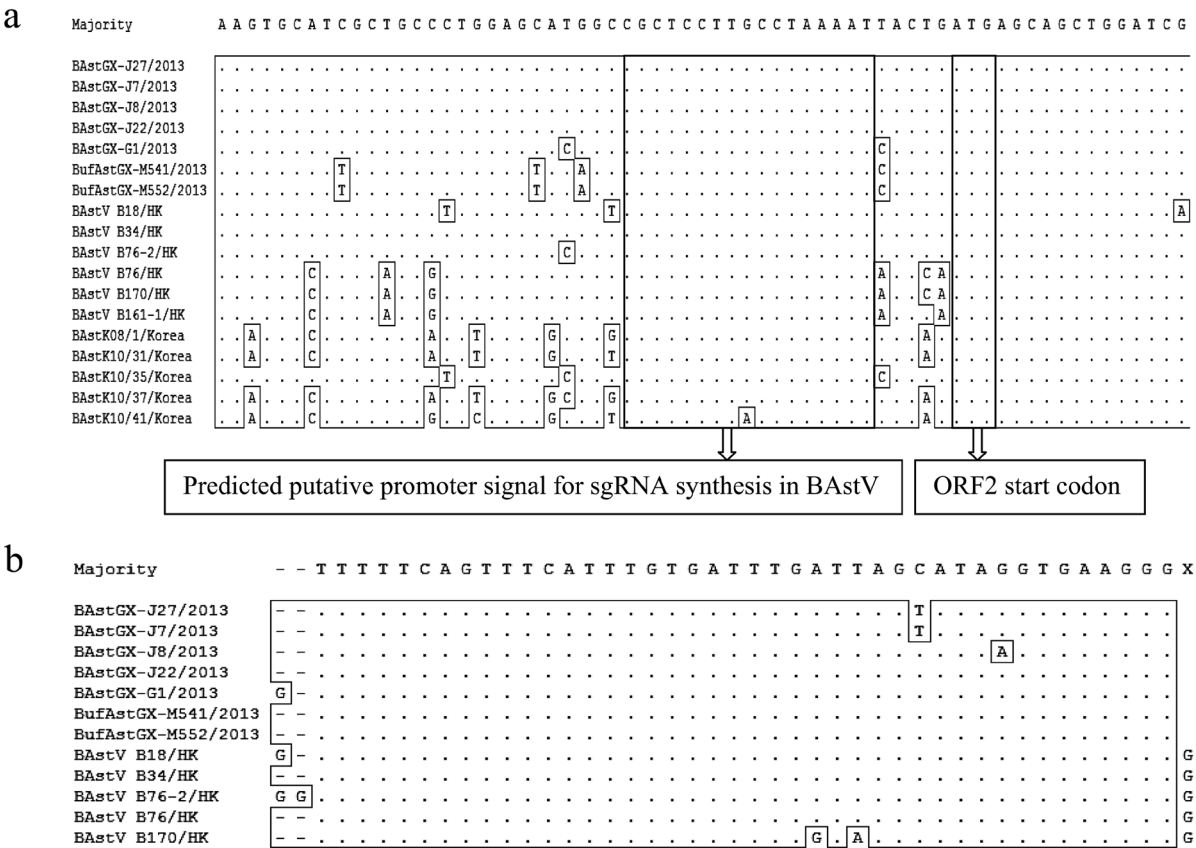 a
Majority A A G T G C A T C G C T G C C C T G G A G C A T G G C C G C T C C T T G C C T A A A A T T A C T G A T G A G C A G C T G G A T C G
BAstGX-J27/2013
BAstGX-J7/2013
BAstGX-J8/2013
BAstGX-J22/2013
BAstGX-G1/2013 C C
BufAstGX-M541/2013 T T A C
BufAstGX-M552/2013 T T A C
BAstV B18/HK T T A
BAstV B34/HK
BAstV B76-2/HK C
BAstV B76/HK C A G A C A
BAstV B170/HK C A G A C A
BAstV B161-1/HK C A G A A
BAstK08/1/Korea A C A T G G A
BAstK10/31/Korea A C A T G T A
BAstK10/35/Korea T C C
BAstK10/37/Korea A C A T G C G A
BAstK10/41/Korea A C G C G T A A
Predicted putative promoter signal for sgRNA synthesis in BAstV
ORF2 start codon
b
Majority - - T T T T T C A G T T T C A T T T G T G A T T T G A T T A G C A T A G G T G A A G G G X
BAstGX-J27/2013 - - T
BAstGX-J7/2013 - - T
BAstGX-J8/2013 - - A
BAstGX-J22/2013 - -
BAstGX-G1/2013 G -
BufAstGX-M541/2013 - -
BufAstGX-M552/2013 - -
BAstV B18/HK G - G
BAstV B34/HK - - G
BAstV B76-2/HK G G G
BAstV B76/HK - - G
BAstV B170/HK - - G A G